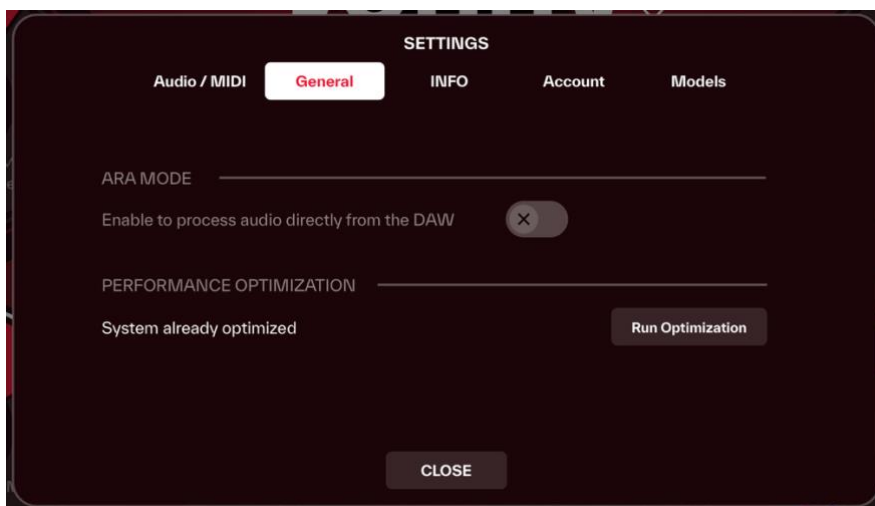 SETTINGS
Audio / MIDI General INFO Account Models
ARA MODE
Enable to process audio directly from the DAW
PERFORMANCE OPTIMIZATION
System already optimized Run Optimization
CLOSE